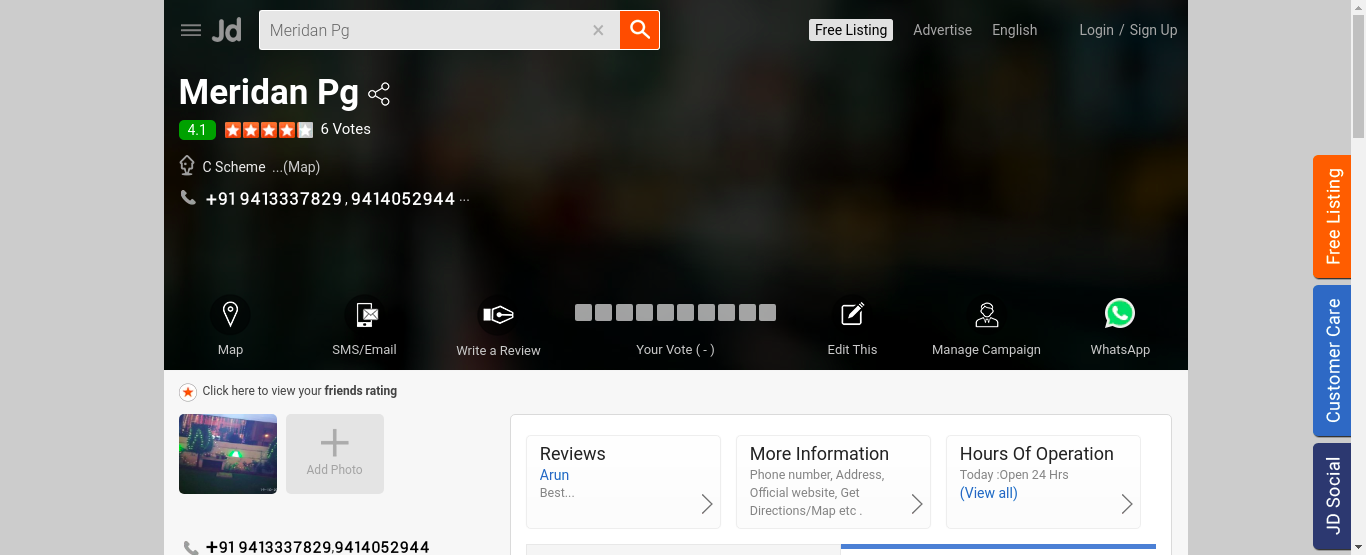 Jd
Meridan Pg
Free Listing
Advertise
English
Login / Sign Up
Meridan Pg
4.1
6 Votes
C Scheme ...(Map)
+91 9413337829 , 9414052944 ...
Map
SMS/Email
Write a Review
Your Vote ( - )
Edit This
Manage Campaign
WhatsApp
Free Listing
Customer Care
JD Social
Click here to view your friends rating
Add Photo
+91 9413337829,9414052944
Reviews
Arun
Best...
More Information
Phone number, Address,
Official website, Get
Directions/Map etc .
Hours Of Operation
Today :Open 24 Hrs
(View all)